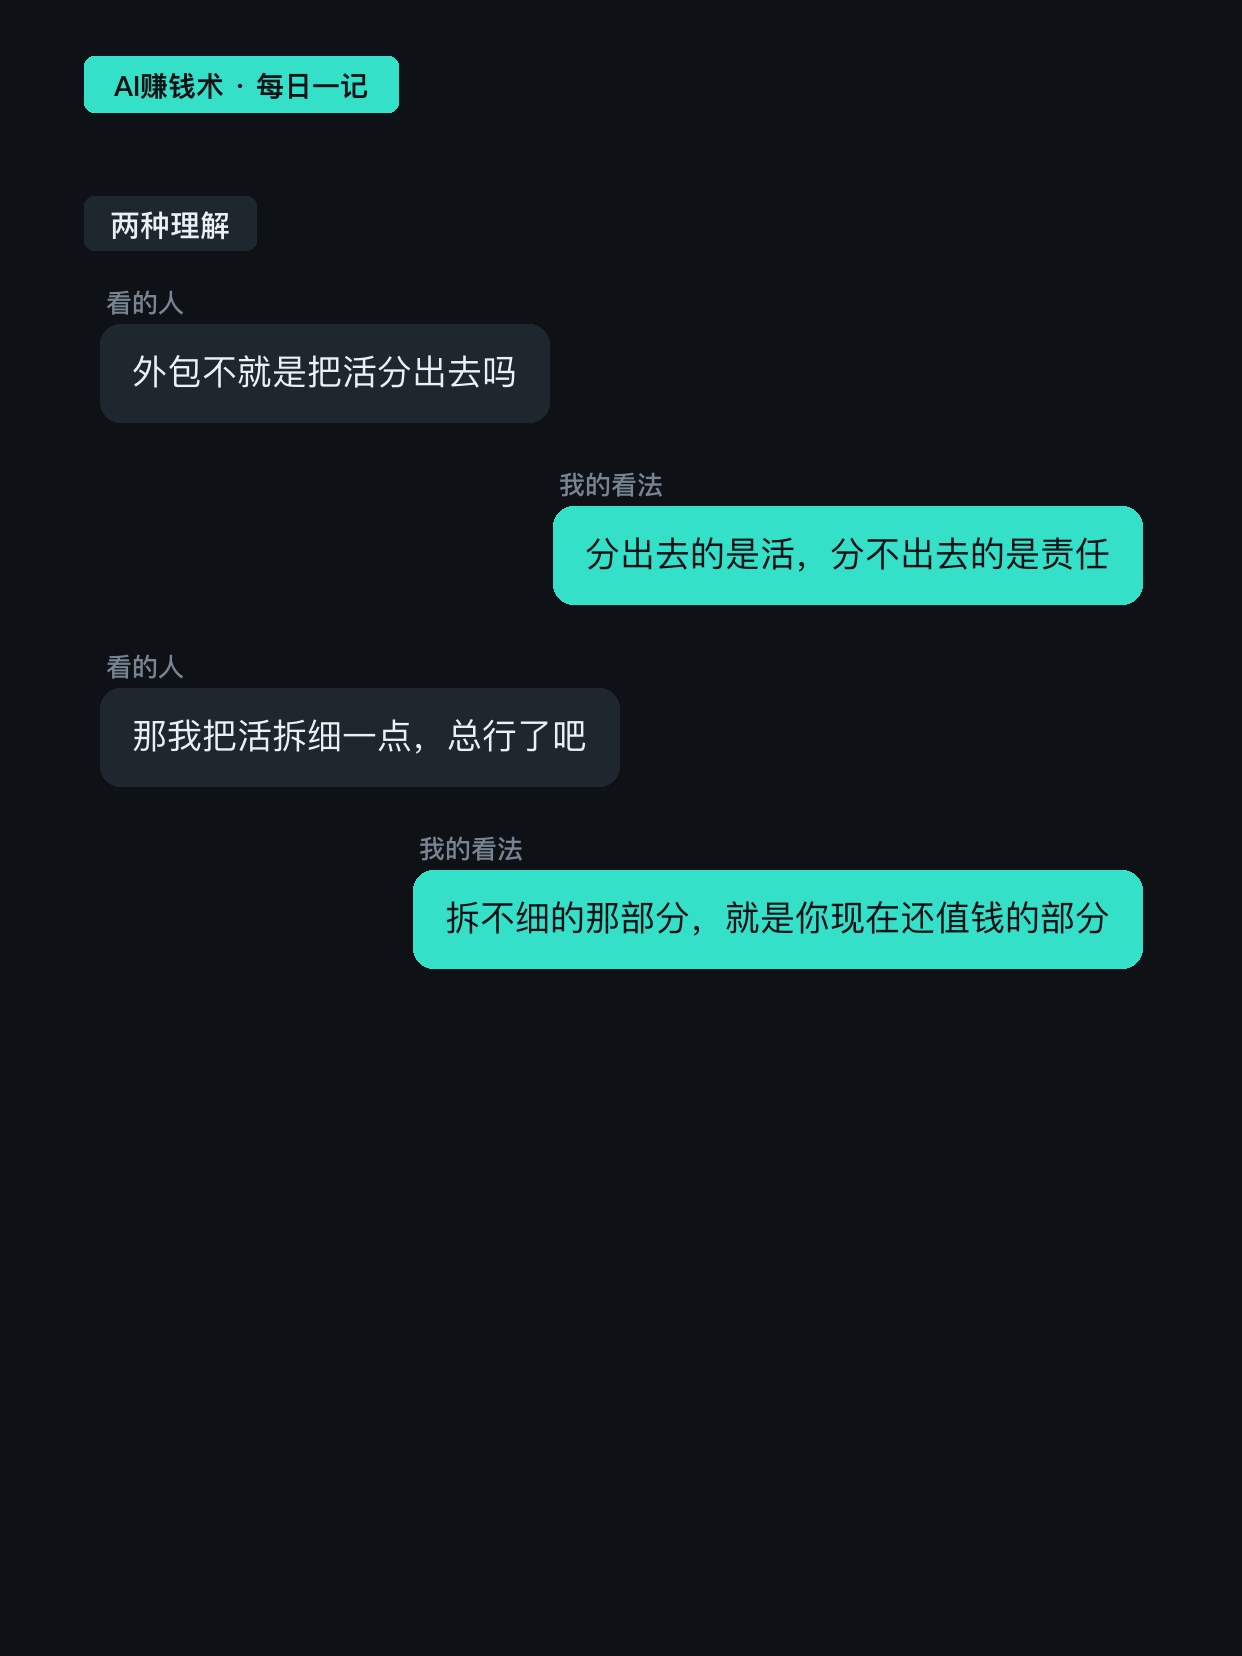 AI赚钱术 · 每日一记
两种理解
看的人
外包不就是把活分出去吗
我的看法
分出去的是活，分不出去的是责任
看的人
那我把活拆细一点，总行了吧
我的看法
拆不细的那部分，就是你现在还值钱的部分